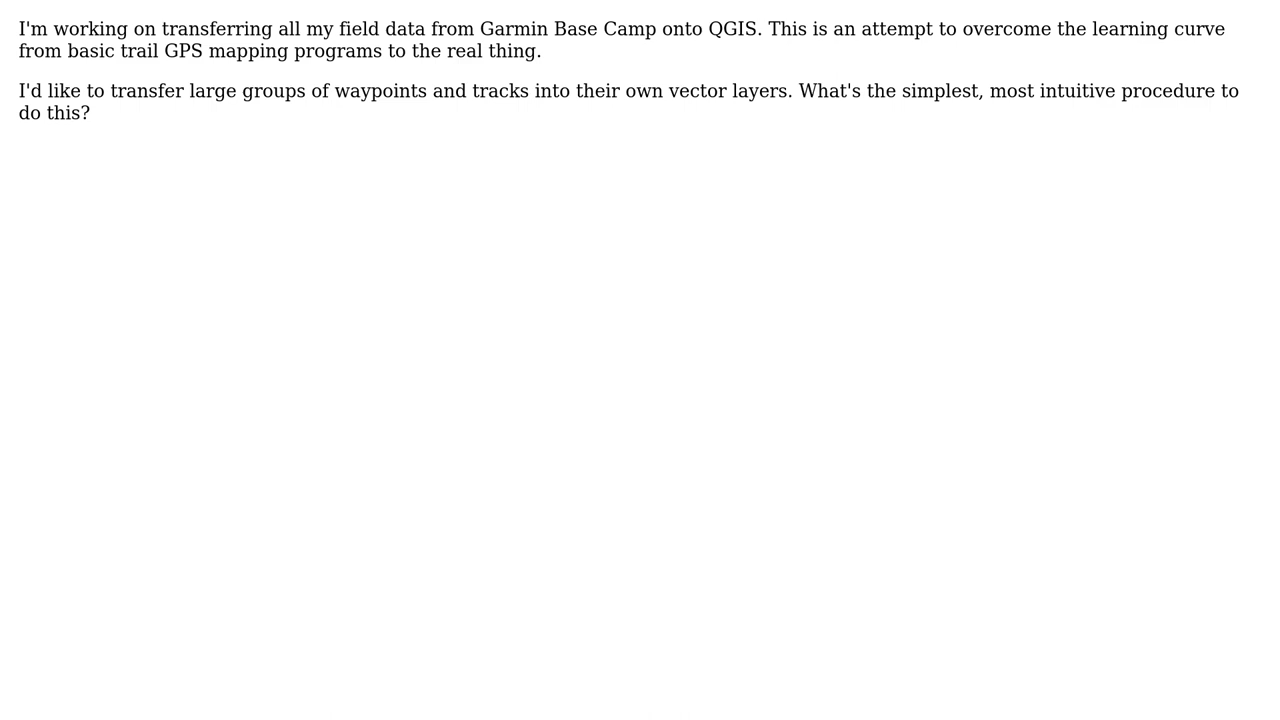 I'm working on transferring all my field data from Garmin Base Camp onto QGIS. This is an attempt to overcome the learning curve
from basic trail GPS mapping programs to the real thing.
I'd like to transfer large groups of waypoints and tracks into their own vector layers. What's the simplest, most intuitive procedure to
do this?